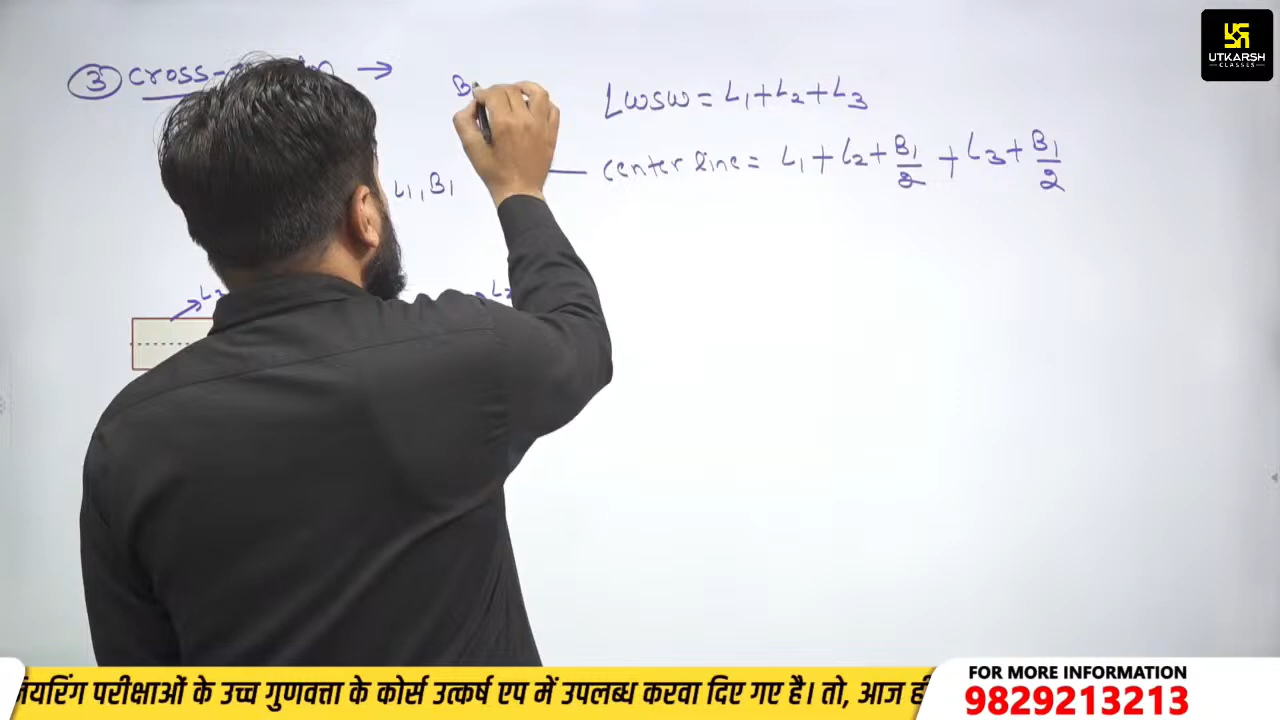 UTKARSH
CLASSES
③ Cross- →
LwSw = L1+L2+L3
center line = L1 + L2 + B1/2 + L3 + B1/2
L1, B1
परीक्षाओं के उच्च गुणवत्ता के कोर्स उत्कर्ष एप में उपलब्ध करवा दिए गए है। तो, आज ही
FOR MORE INFORMATION
9829213213